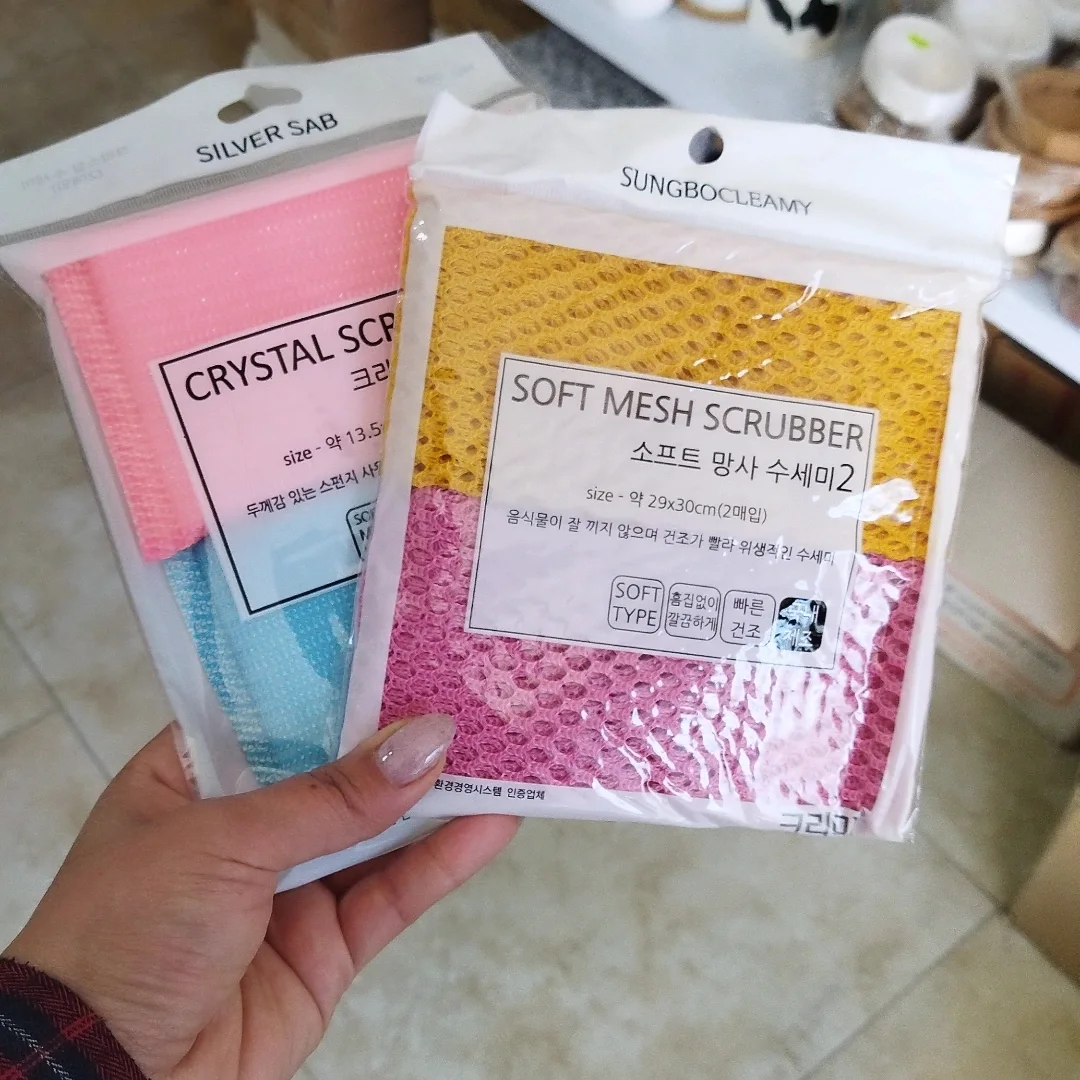 SILVER SAB
CRYSTAL SCR
크리
size - 약 13.5
두께감 있는 스펀지
SUNGBOCLEAMY
SOFT MESH SCRUBBER
소프트 망사 수세미2
size - 약 29x30cm(2매입)
음식물이 잘 끼지 않으며 건조가 빨라 위생적인 수세미
SOFT TYPE
흠집없이 깔끔하게
빠른 건조
환경경영시스템 인증업체